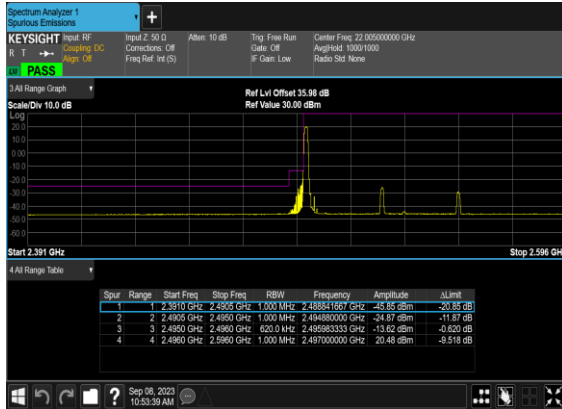 Spectrum Analyzer 1
Spurious Emissions
+
KEYSIGHT
R T
LW PASS
Input: RF
Coupling: DC
Align: Off
Input Z: 50 Ω
Corrections: Off
Freq Ref: Int (S)
Atten: 10 dB
Trig: Free Run
Gate: Off
IF Gain: Low
Center Freq: 22.005000000 GHz
Avg|Hold: 1000/1000
Radio Std: None
3 All Range Graph
Scale/Div 10.0 dB
Ref Lvl Offset 35.98 dB
Ref Value 30.00 dBm
Log
20.0
10.0
0.00
-10.0
-20.0
-30.0
-40.0
-50.0
-60.0
Start 2.391 GHz
Stop 2.596 GHz
4 All Range Table
Spur Range Start Freq Stop Freq RBW Frequency Amplitude ΔLimit
1 1 2.3910 GHz 2.4905 GHz 1.000 MHz 2.488841667 GHz -45.85 dBm -20.85 dB
2 2 2.4905 GHz 2.4950 GHz 1.000 MHz 2.494880000 GHz -24.87 dBm -11.87 dB
3 3 2.4950 GHz 2.4960 GHz 620.0 kHz 2.495983333 GHz -13.62 dBm -0.620 dB
4 4 2.4960 GHz 2.5960 GHz 1.000 MHz 2.497000000 GHz 20.48 dBm -9.518 dB
?
Sep 08, 2023
10:53:39 AM